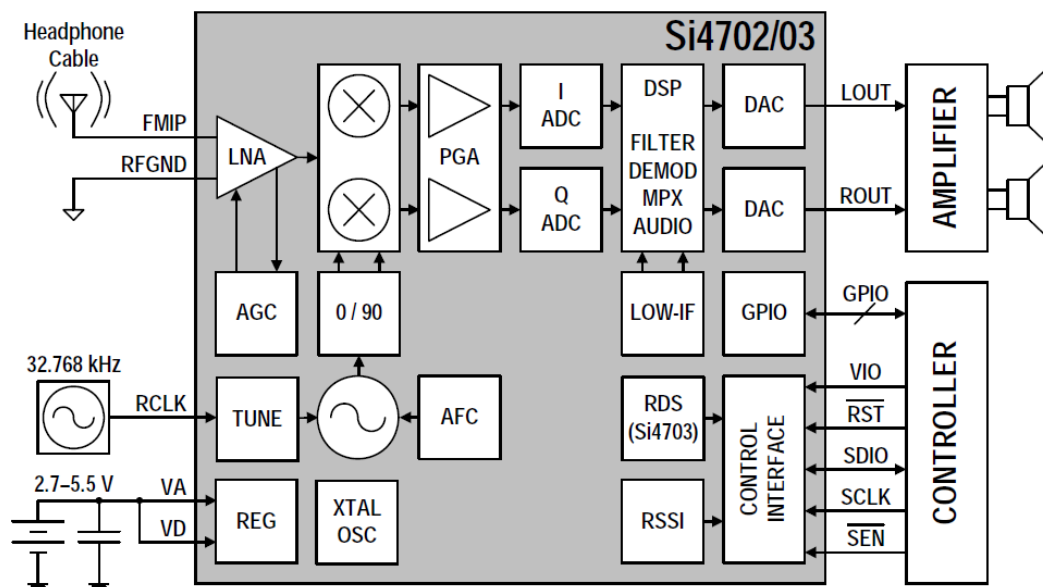 Si4702/03
Headphone
Cable
FMIP
RFGND
LNA
PGA
I
ADC
Q
ADC
DSP
FILTER
DEMOD
MPX
AUDIO
DAC
DAC
LOUT
ROUT
AMPLIFIER
AGC
0 / 90
LOW-IF
GPIO
GPIO
32.768 kHz
RCLK
TUNE
AFC
RDS
(Si4703)
CONTROL
INTERFACE
VIO
RST
SDIO
SCLK
SEN
CONTROLLER
2.7–5.5 V
VA
VD
REG
XTAL
OSC
RSSI